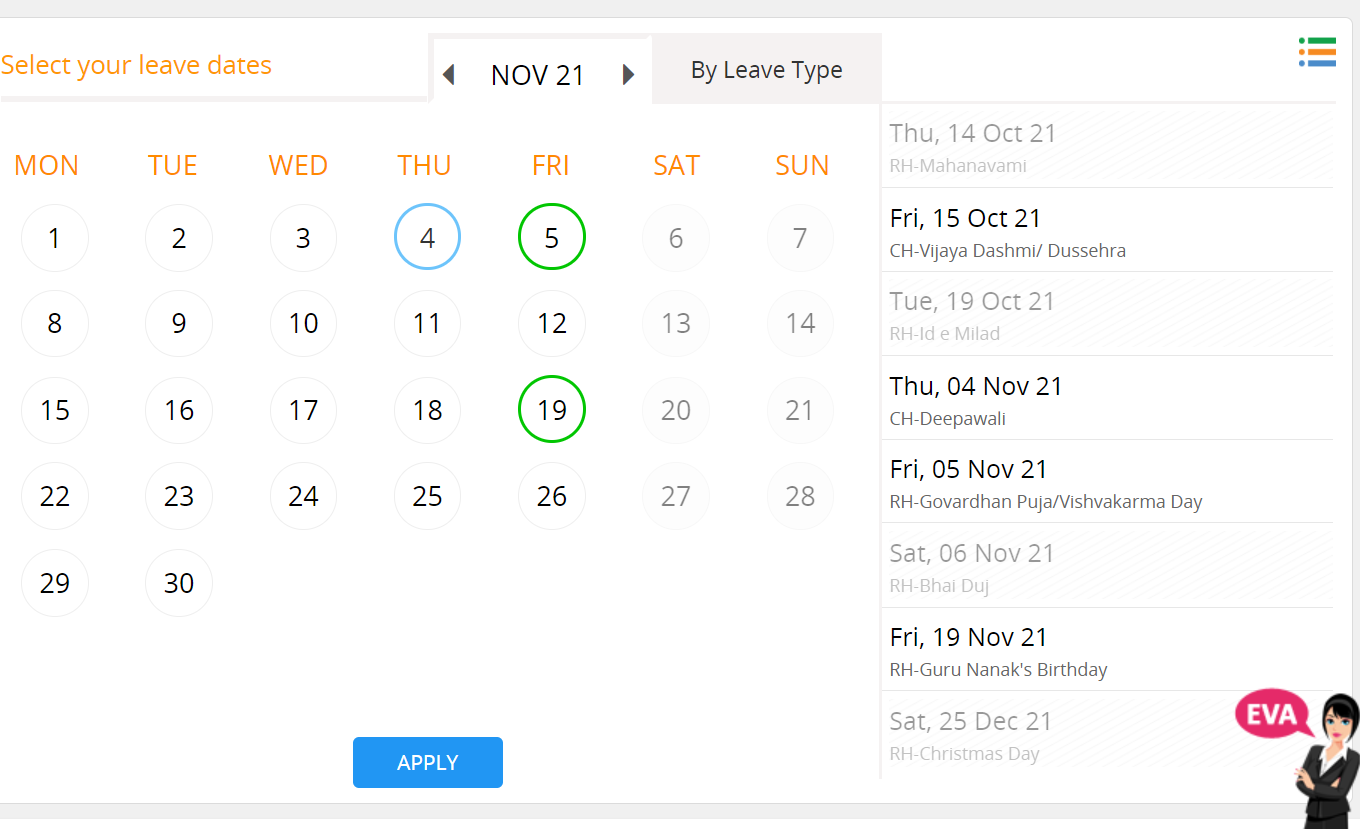 Select your leave dates
NOV 21
By Leave Type
MON TUE WED THU FRI SAT SUN
1 2 3 4 5 6 7
8 9 10 11 12 13 14
15 16 17 18 19 20 21
22 23 24 25 26 27 28
29 30
APPLY
Thu, 14 Oct 21
RH-Mahanavami
Fri, 15 Oct 21
CH-Vijaya Dashmi/ Dussehra
Tue, 19 Oct 21
RH-Id e Milad
Thu, 04 Nov 21
CH-Deepawali
Fri, 05 Nov 21
RH-Govardhan Puja/Vishvakarma Day
Sat, 06 Nov 21
RH-Bhai Duj
Fri, 19 Nov 21
RH-Guru Nanak's Birthday
Sat, 25 Dec 21
RH-Christmas Day
EVA